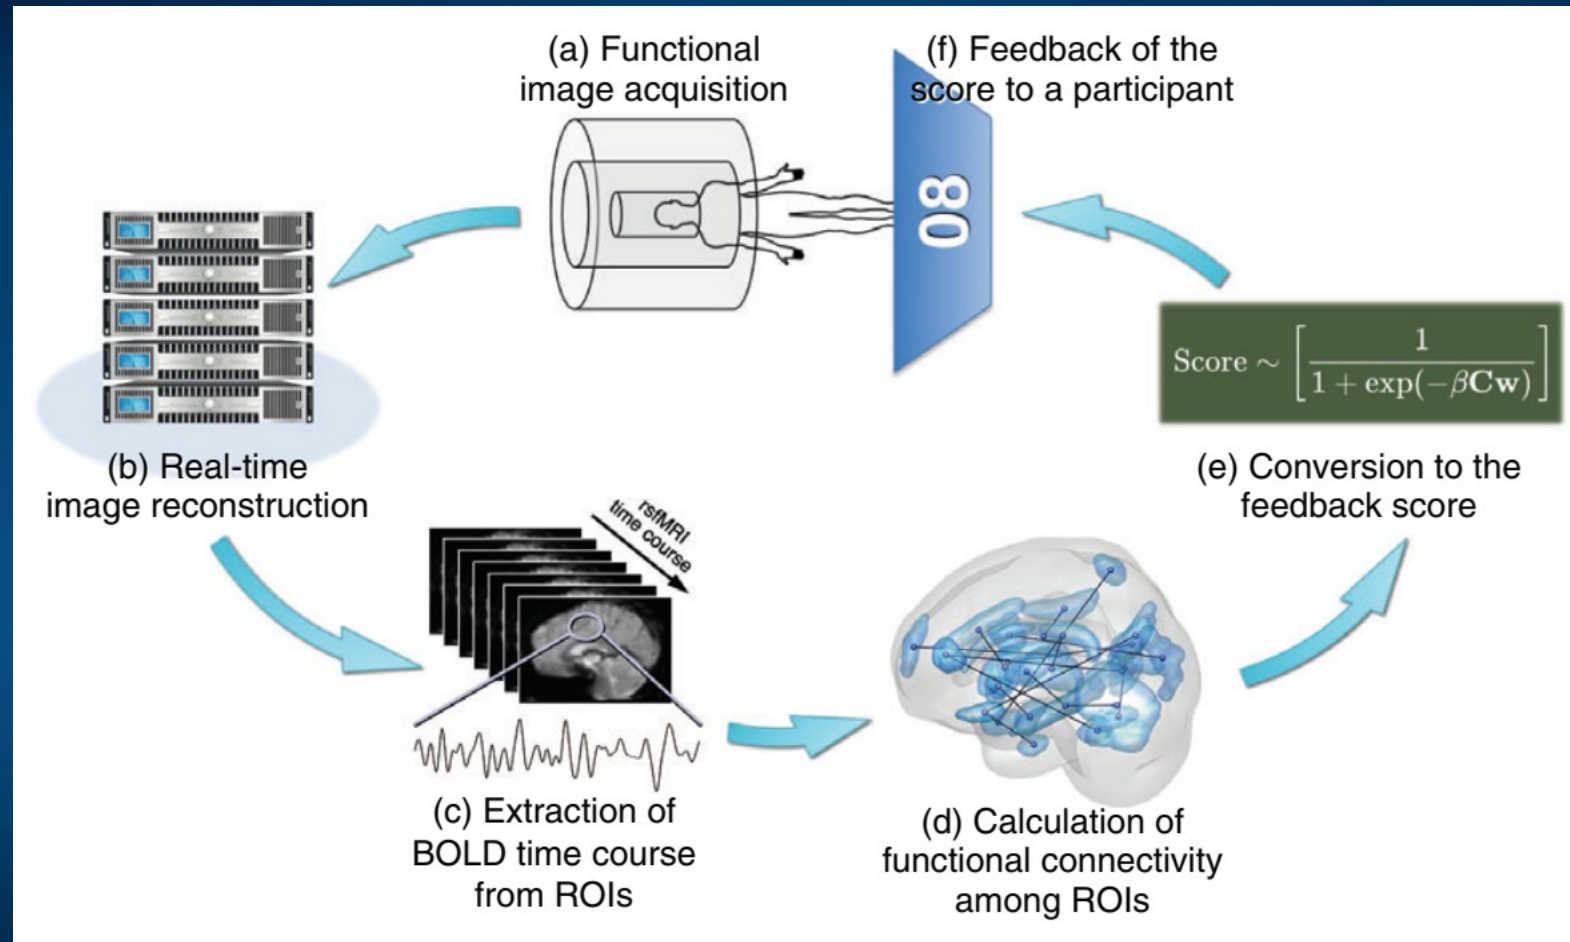 (a) Functional
image acquisition
(f) Feedback of the
score to a participant
80
Score ~ [1 / (1 + exp(−βCw))]
(b) Real-time
image reconstruction
(e) Conversion to the
feedback score
rsfMRI
time course
(c) Extraction of
BOLD time course
from ROIs
(d) Calculation of
functional connectivity
among ROIs